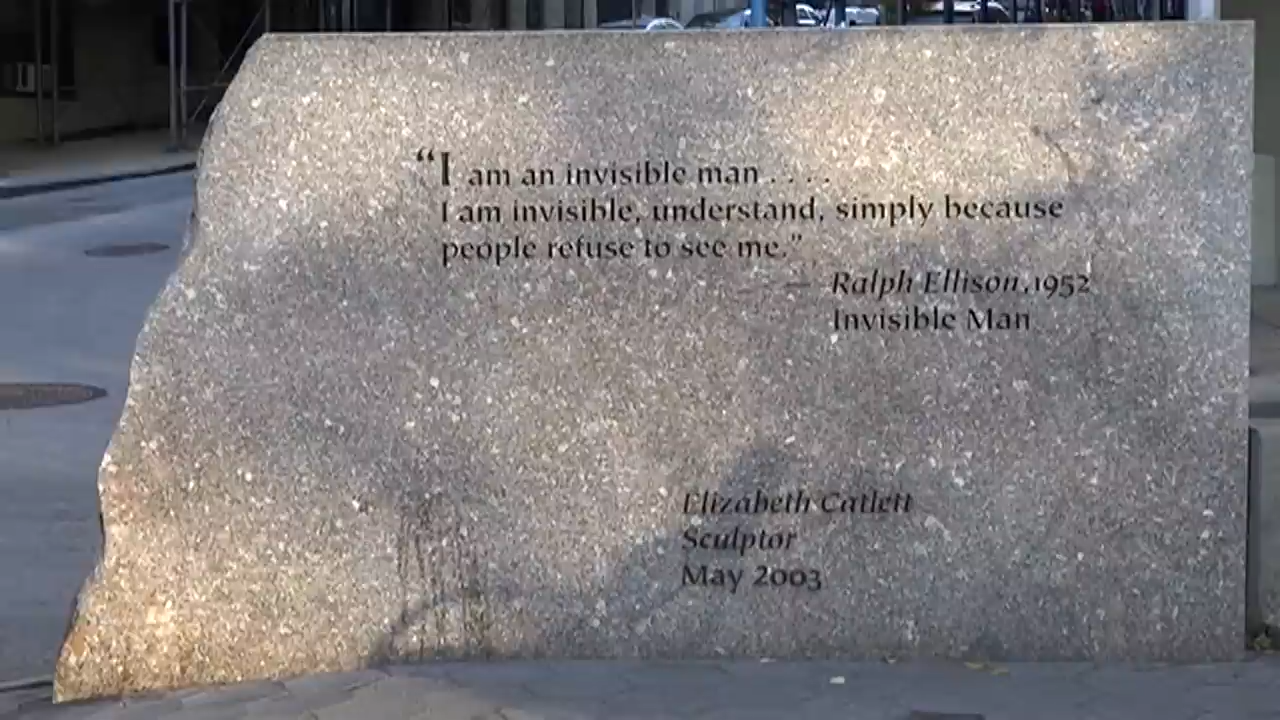 “I am an invisible man . . . .
I am invisible, understand, simply because
people refuse to see me.”
— Ralph Ellison, 1952
Invisible Man
Elizabeth Catlett
Sculptor
May 2003